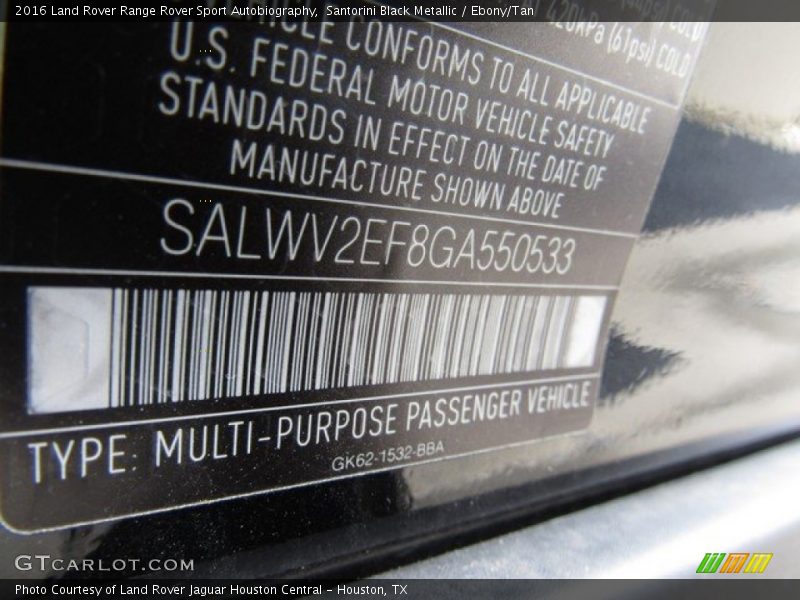 2016 Land Rover Range Rover Sport Autobiography, Santorini Black Metallic / Ebony/Tan
420kPa (61psi) COLD
VEHICLE CONFORMS TO ALL APPLICABLE
U.S. FEDERAL MOTOR VEHICLE SAFETY
STANDARDS IN EFFECT ON THE DATE OF
MANUFACTURE SHOWN ABOVE
SALWV2EF8GA550533
TYPE: MULTI-PURPOSE PASSENGER VEHICLE
GK62-1532-BBA
GTCARLOT.COM
Photo Courtesy of Land Rover Jaguar Houston Central – Houston, TX